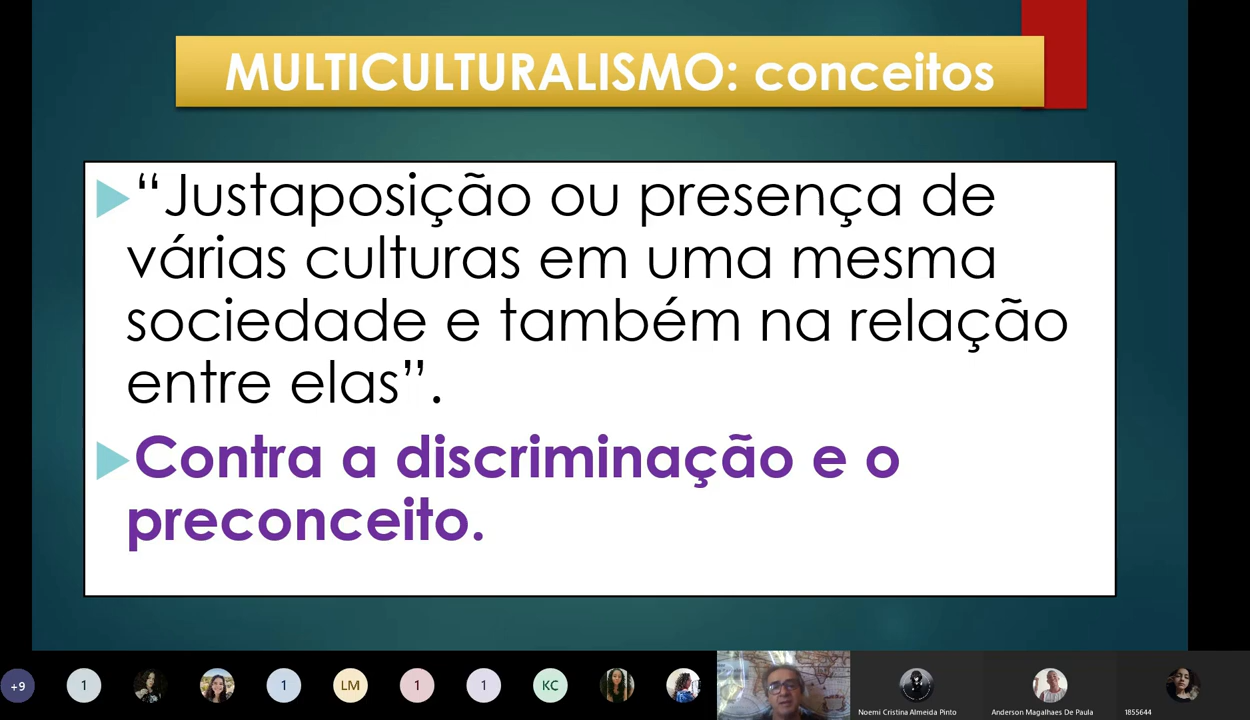 MULTICULTURALISMO: conceitos
“Justaposição ou presença de
várias culturas em uma mesma
sociedade e também na relação
entre elas”.
Contra a discriminação e o
preconceito.
+9
1
1
LM
1
1
KC
Noemi Cristina Almeida Pinto
Anderson Magalhaes De Paula
1855644